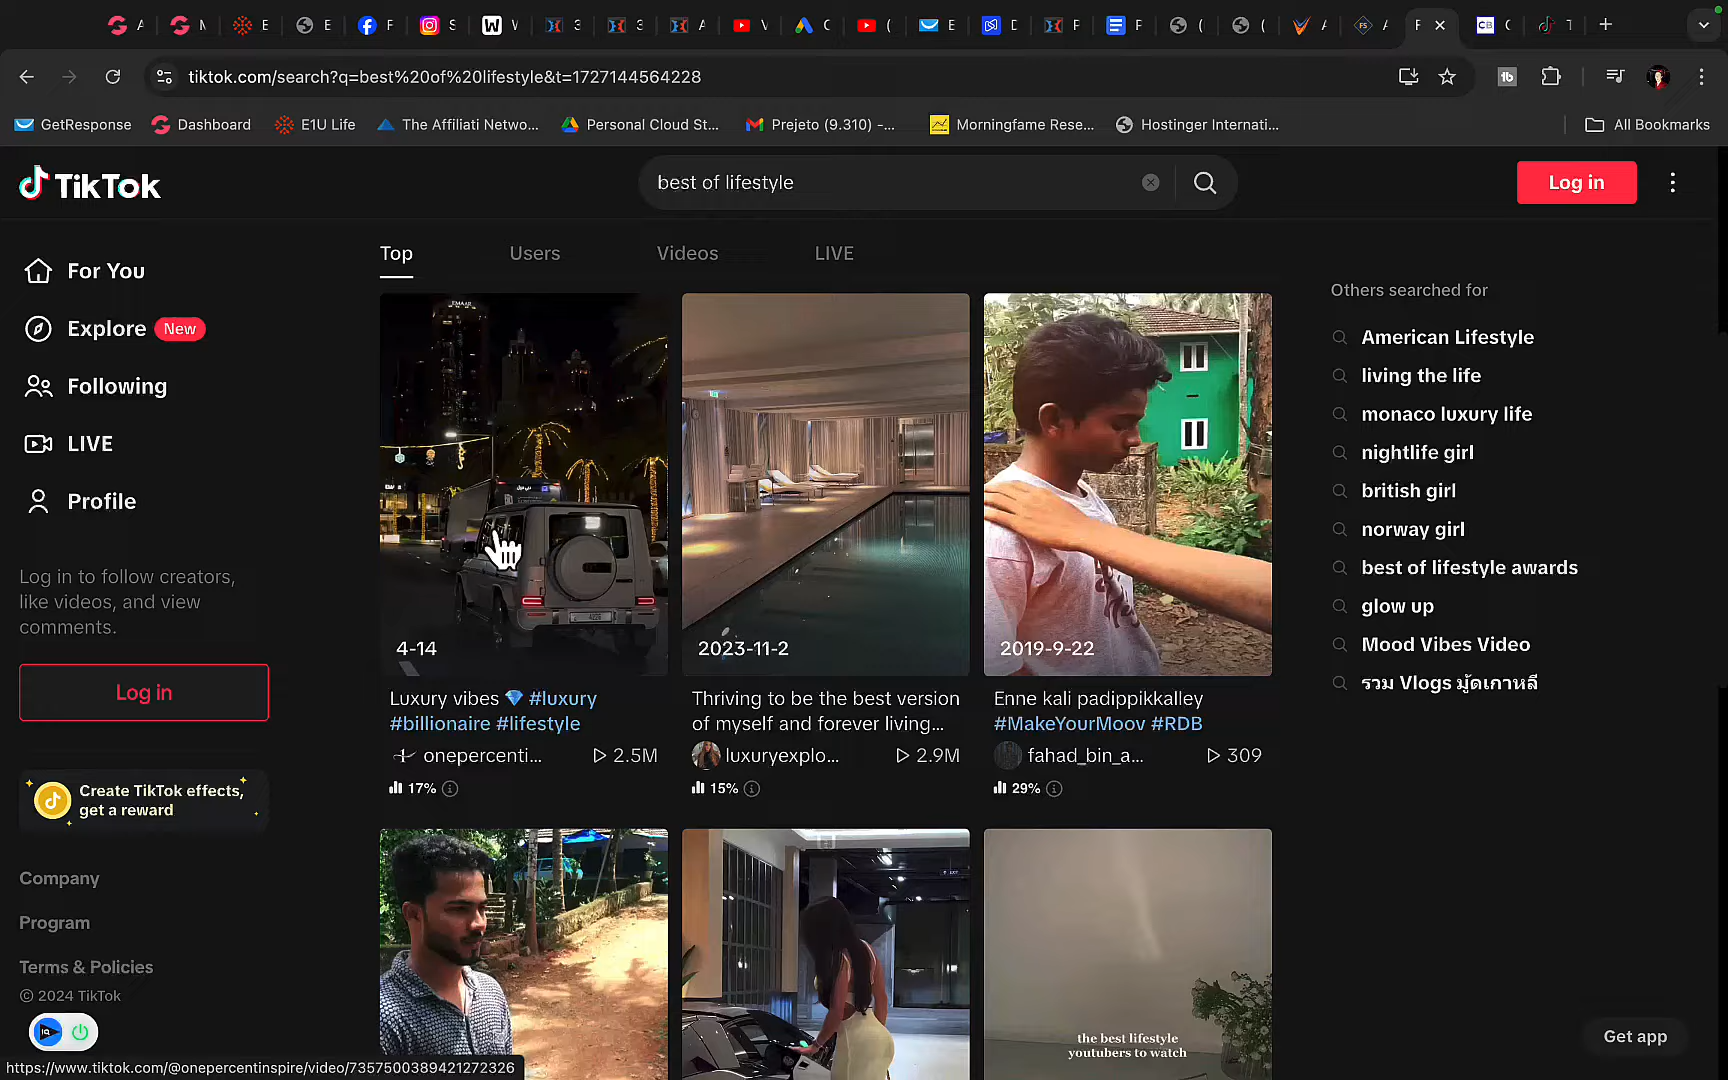 tiktok.com/search?q=best%20of%20lifestyle&t=1727144564228
GetResponse
Dashboard
E1U Life
The Affiliati Netwo...
Personal Cloud St...
Prejeto (9.310) -...
Morningfame Rese...
Hostinger Internati...
All Bookmarks
TikTok
best of lifestyle
Log in
For You
Explore New
Following
LIVE
Profile
Log in to follow creators,
like videos, and view
comments.
Log in
Create TikTok effects,
get a reward
Company
Program
Terms & Policies
© 2024 TikTok
Top
Users
Videos
LIVE
EMAAR
4-14
Luxury vibes 💎 #luxury
#billionaire #lifestyle
onepercenti...
2.5M
17%
2023-11-2
Thriving to be the best version
of myself and forever living...
luxuryexplo...
2.9M
15%
2019-9-22
Enne kali padippikkalley
#MakeYourMoov #RDB
fahad_bin_a...
309
29%
the best lifestyle
youtubers to watch
Others searched for
American Lifestyle
living the life
monaco luxury life
nightlife girl
british girl
norway girl
best of lifestyle awards
glow up
Mood Vibes Video
รวม Vlogs มู้ดเกาหลี
Get app
https://www.tiktok.com/@onepercentinspire/video/7357500389421272326